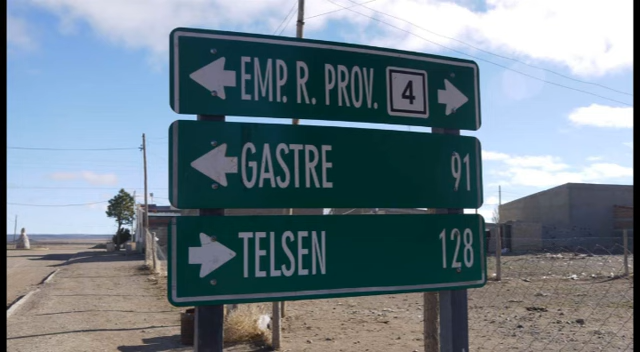 EMP. R. PROV. 4
GASTRE 91
TELSEN 128